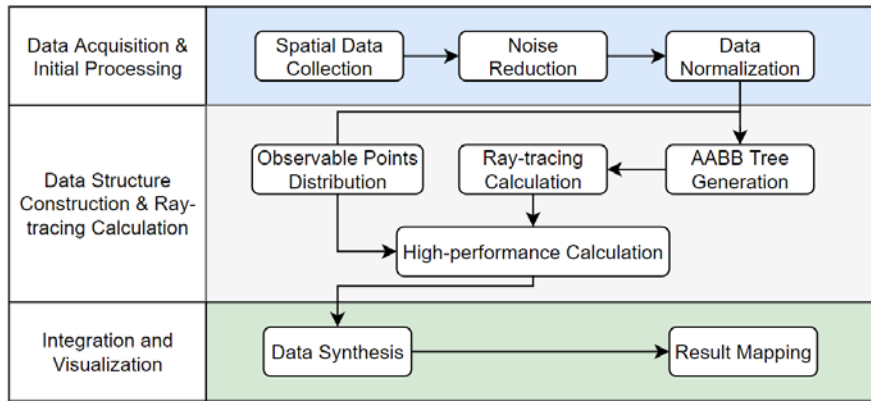 Data Acquisition &
Initial Processing
Spatial Data
Collection
Noise
Reduction
Data
Normalization
Data Structure
Construction & Ray-
tracing Calculation
Observable Points
Distribution
Ray-tracing
Calculation
AABB Tree
Generation
High-performance Calculation
Integration and
Visualization
Data Synthesis
Result Mapping